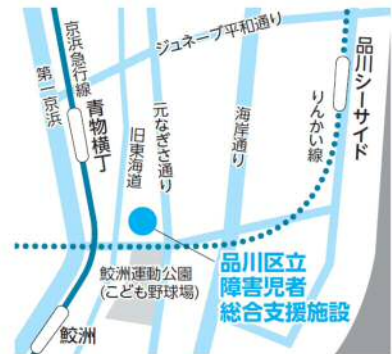 ジュネーブ平和通り
京浜急行線
第一京浜
青物横丁
旧東海道
元なぎさ通り
海岸通り
りんかい線
品川シーサイド
鮫洲運動公園
(こども野球場)
品川区立
障害児者
総合支援施設
鮫洲